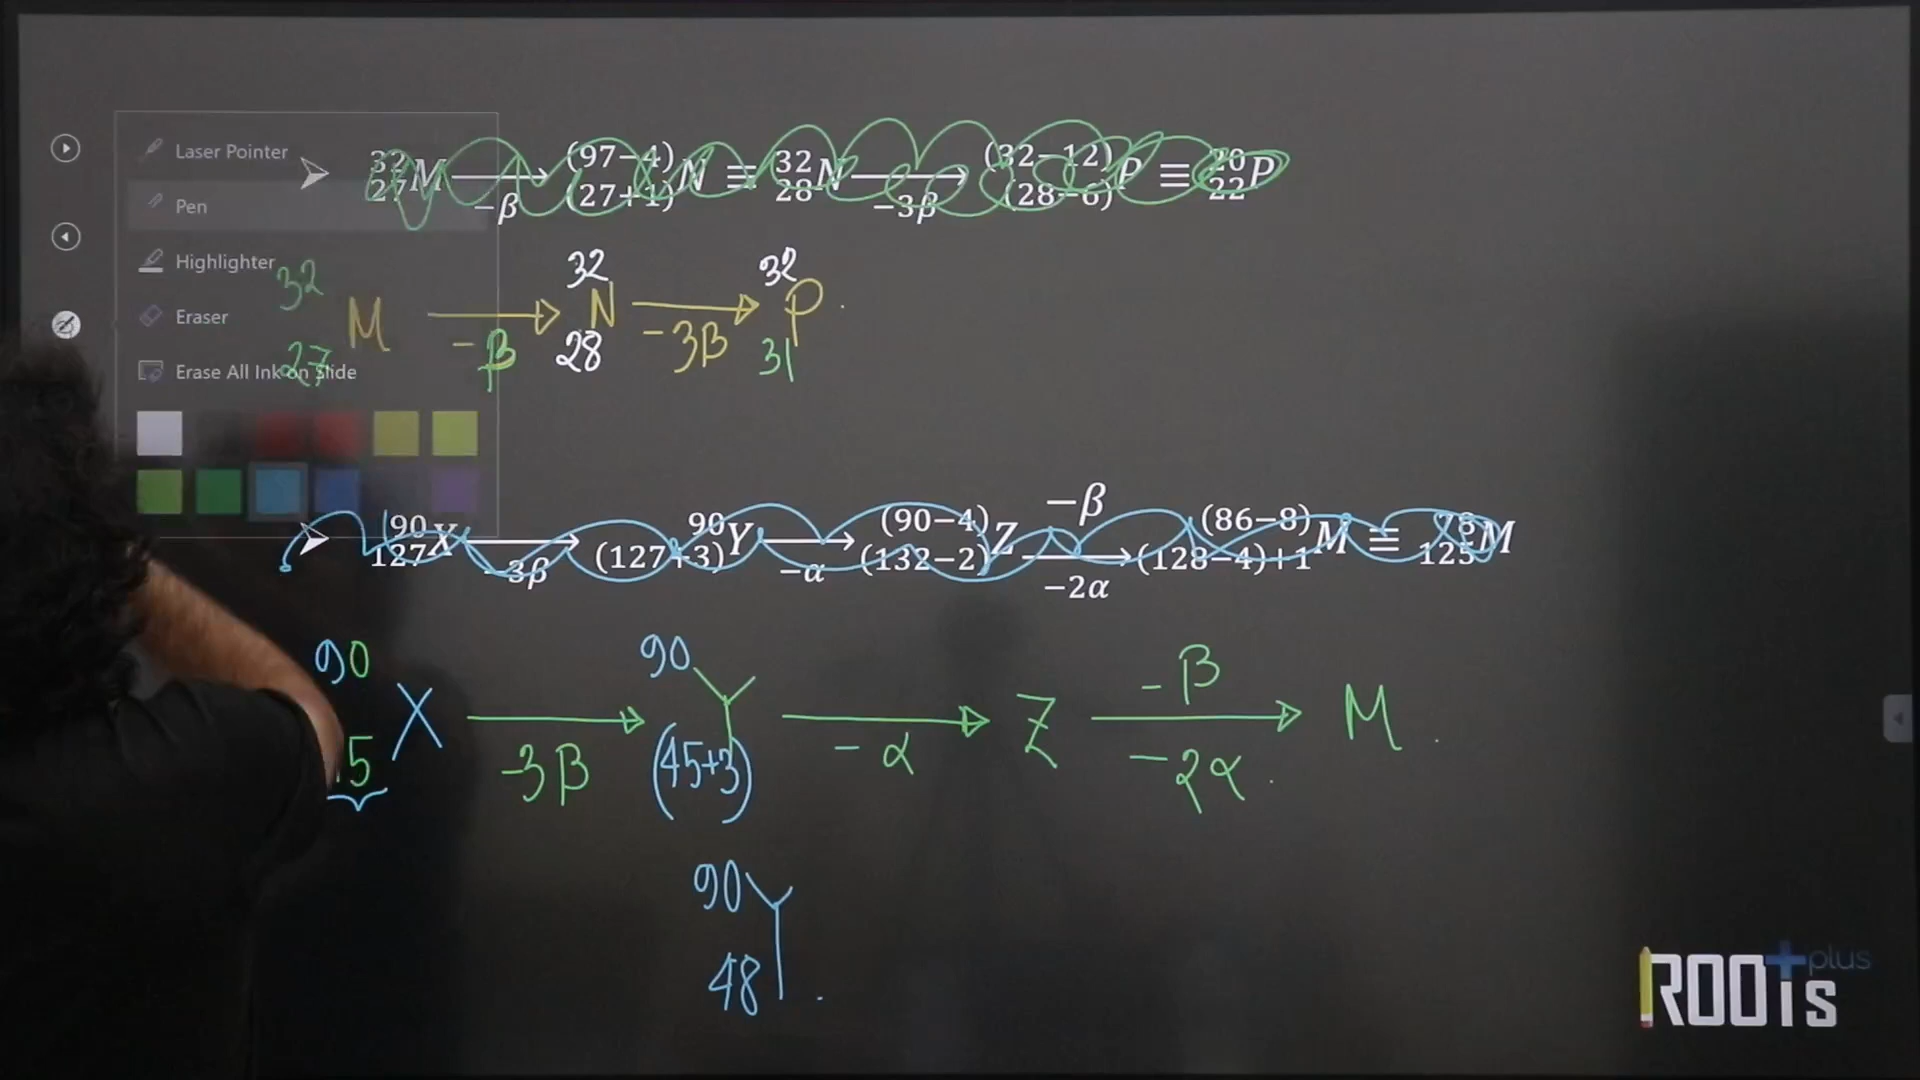 Laser Pointer
Pen
Highlighter
Eraser
Erase All Ink on Slide
32 27 M → −β (97−4) (27+1) N ≡ 32 28 N → −3β (32−12) (28−6) P ≡ 20 22 P
32 27 M → −β 32 28 N → −3β 32 31 P .
90 127 X → −3β 90 (127+3) Y → −α (90−4) (132−2) Z → −β −2α (86−8) (128−4)+1 M ≡ 78 125 M
90 5 X → −3β 90 (45+3) Y → −α Z → −β −2α . M .
90 48 Y .
ROOTis plus